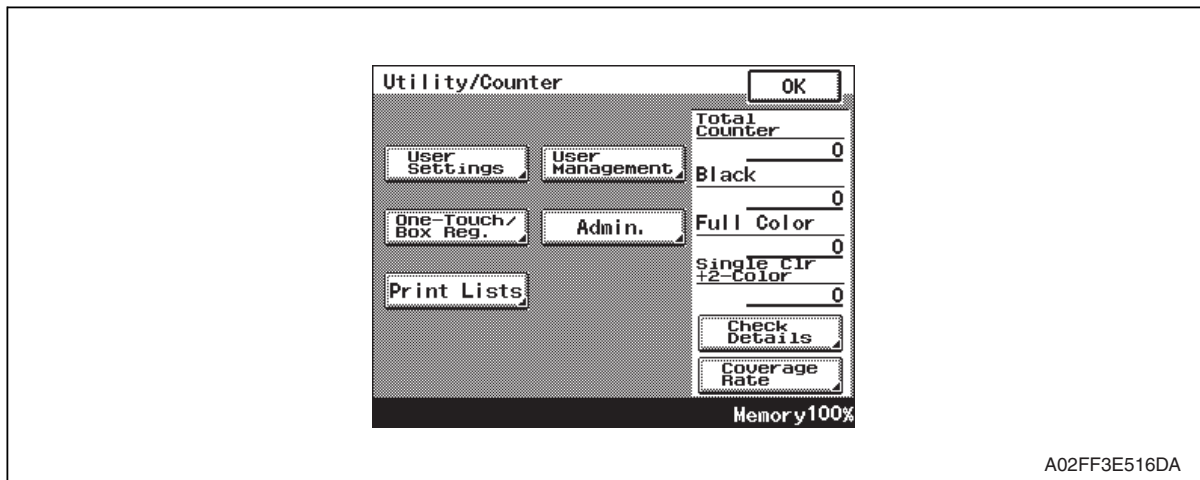 Utility/Counter
OK
User
Settings
User
Management
One-Touch/
Box Reg.
Admin.
Print Lists
Total
Counter
0
Black
0
Full Color
0
Single Clr
+2-Color
0
Check
Details
Coverage
Rate
Memory100%
A02FF3E516DA